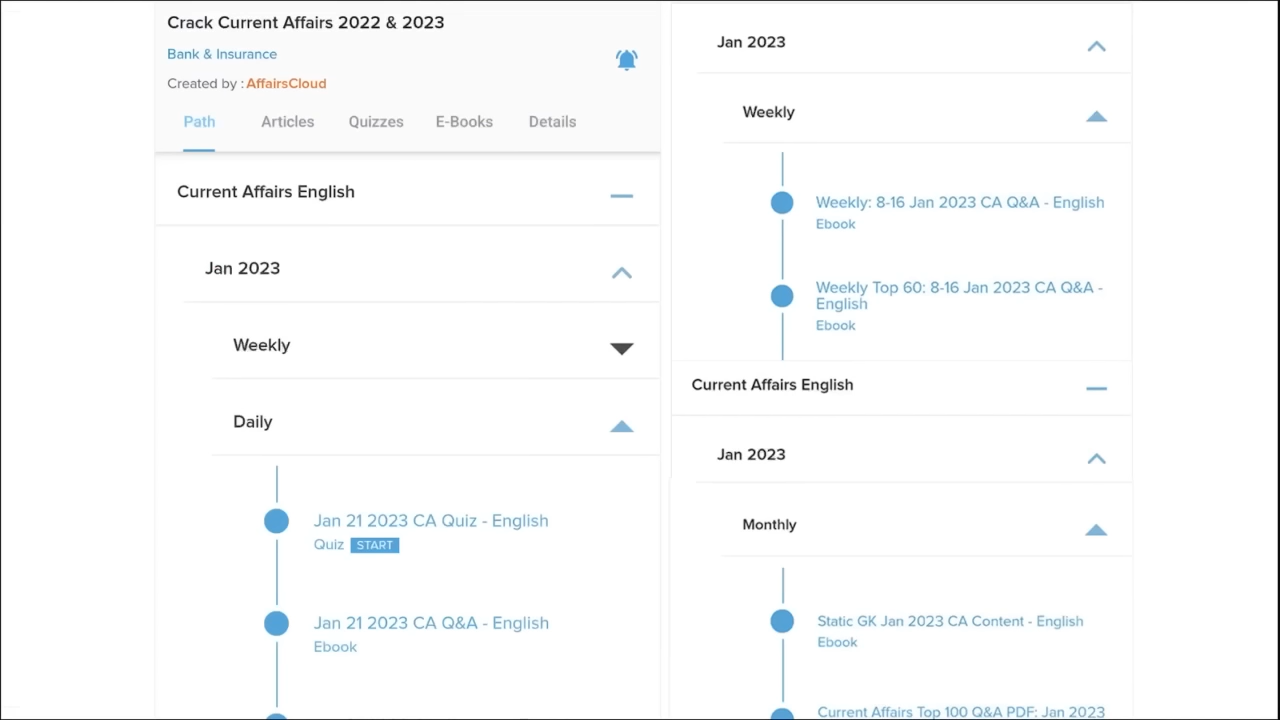 Crack Current Affairs 2022 & 2023
Bank & Insurance
Created by : AffairsCloud
Path Articles Quizzes E-Books Details
Current Affairs English
Jan 2023
Weekly
Daily
Jan 21 2023 CA Quiz - English
Quiz START
Jan 21 2023 CA Q&A - English
Ebook
Jan 2023
Weekly
Weekly: 8-16 Jan 2023 CA Q&A - English
Ebook
Weekly Top 60: 8-16 Jan 2023 CA Q&A -
English
Ebook
Current Affairs English
Jan 2023
Monthly
Static GK Jan 2023 CA Content - English
Ebook
Current Affairs Top 100 Q&A PDF: Jan 2023